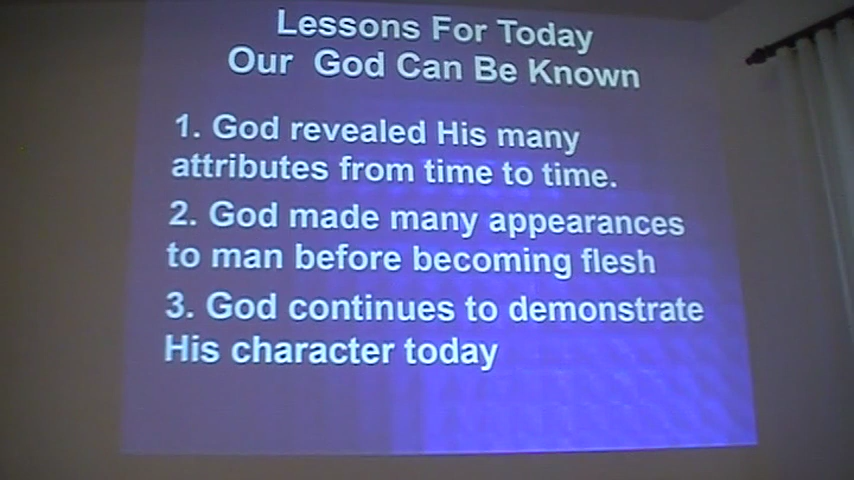 Lessons For Today
Our God Can Be Known
1. God revealed His many
attributes from time to time.
2. God made many appearances
to man before becoming flesh
3. God continues to demonstrate
His character today